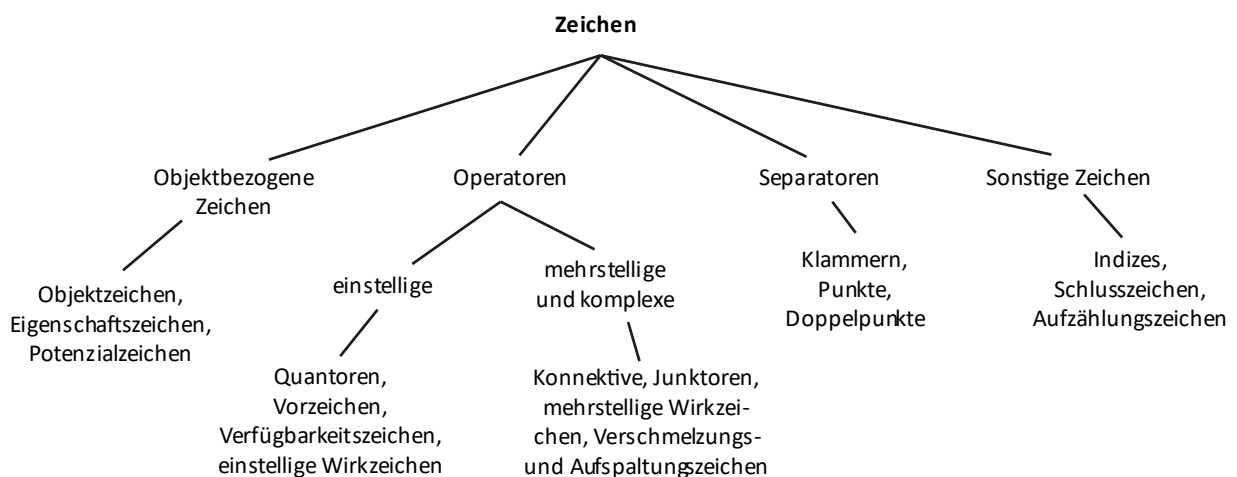 Zeichen
Objektbezogene
Zeichen
Operatoren
Separatoren
Sonstige Zeichen
Objektzeichen,
Eigenschaftszeichen,
Potenzialzeichen
einstellige
mehrstellige
und komplexe
Klammern,
Punkte,
Doppelpunkte
Indizes,
Schlusszeichen,
Aufzählungszeichen
Quantoren,
Vorzeichen,
Verfügbarkeitszeichen,
einstellige Wirkzeichen
Konnektive, Junktoren,
mehrstellige Wirkzei-
chen, Verschmelzungs-
und Aufspaltungszeichen